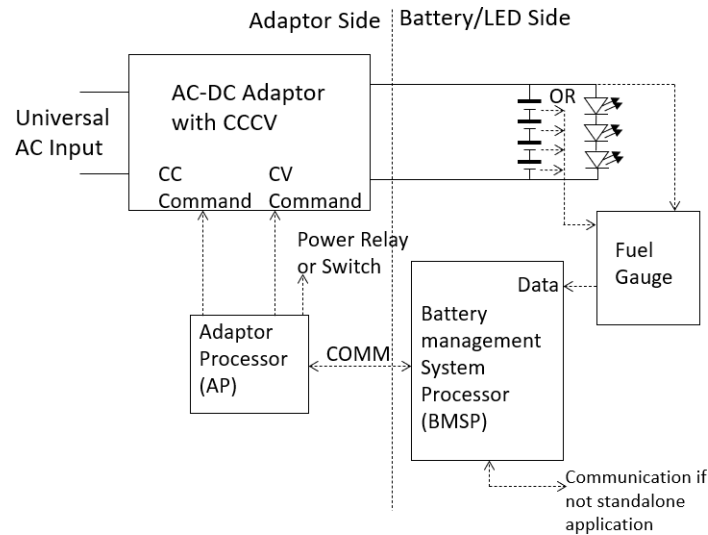 Adaptor Side
Battery/LED Side
AC-DC Adaptor
with CCCV
Universal
AC Input
CC
Command
CV
Command
OR
Power Relay
or Switch
Fuel
Gauge
Data
Battery
management
System
Processor
(BMSP)
Adaptor
Processor
(AP)
COMM
Communication if
not standalone
application